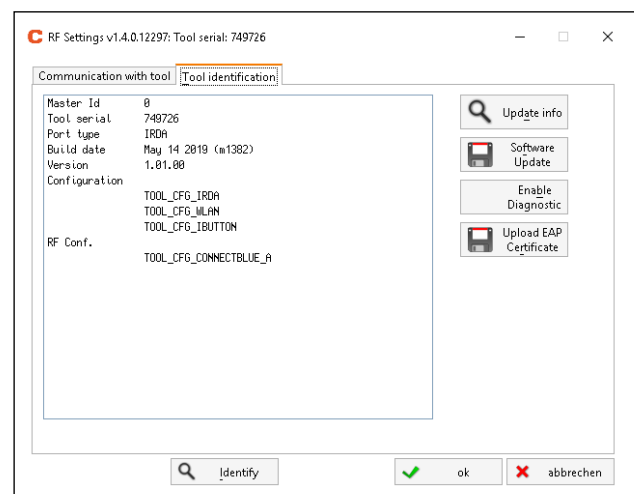 C RF Settings v1.4.0.12297: Tool serial: 749726
Communication with tool Tool identification
Master Id 0
Tool serial 749726
Port type IRDA
Build date May 14 2019 (m1382)
Version 1.01.00
Configuration
TOOL_CFG_IRDA
TOOL_CFG_WLAN
TOOL_CFG_IBUTTON
RF Conf.
TOOL_CFG_CONNECTBLUE_A
Update info
Software
Update
Enable
Diagnostic
Upload EAP
Certificate
Identify ok abbrechen